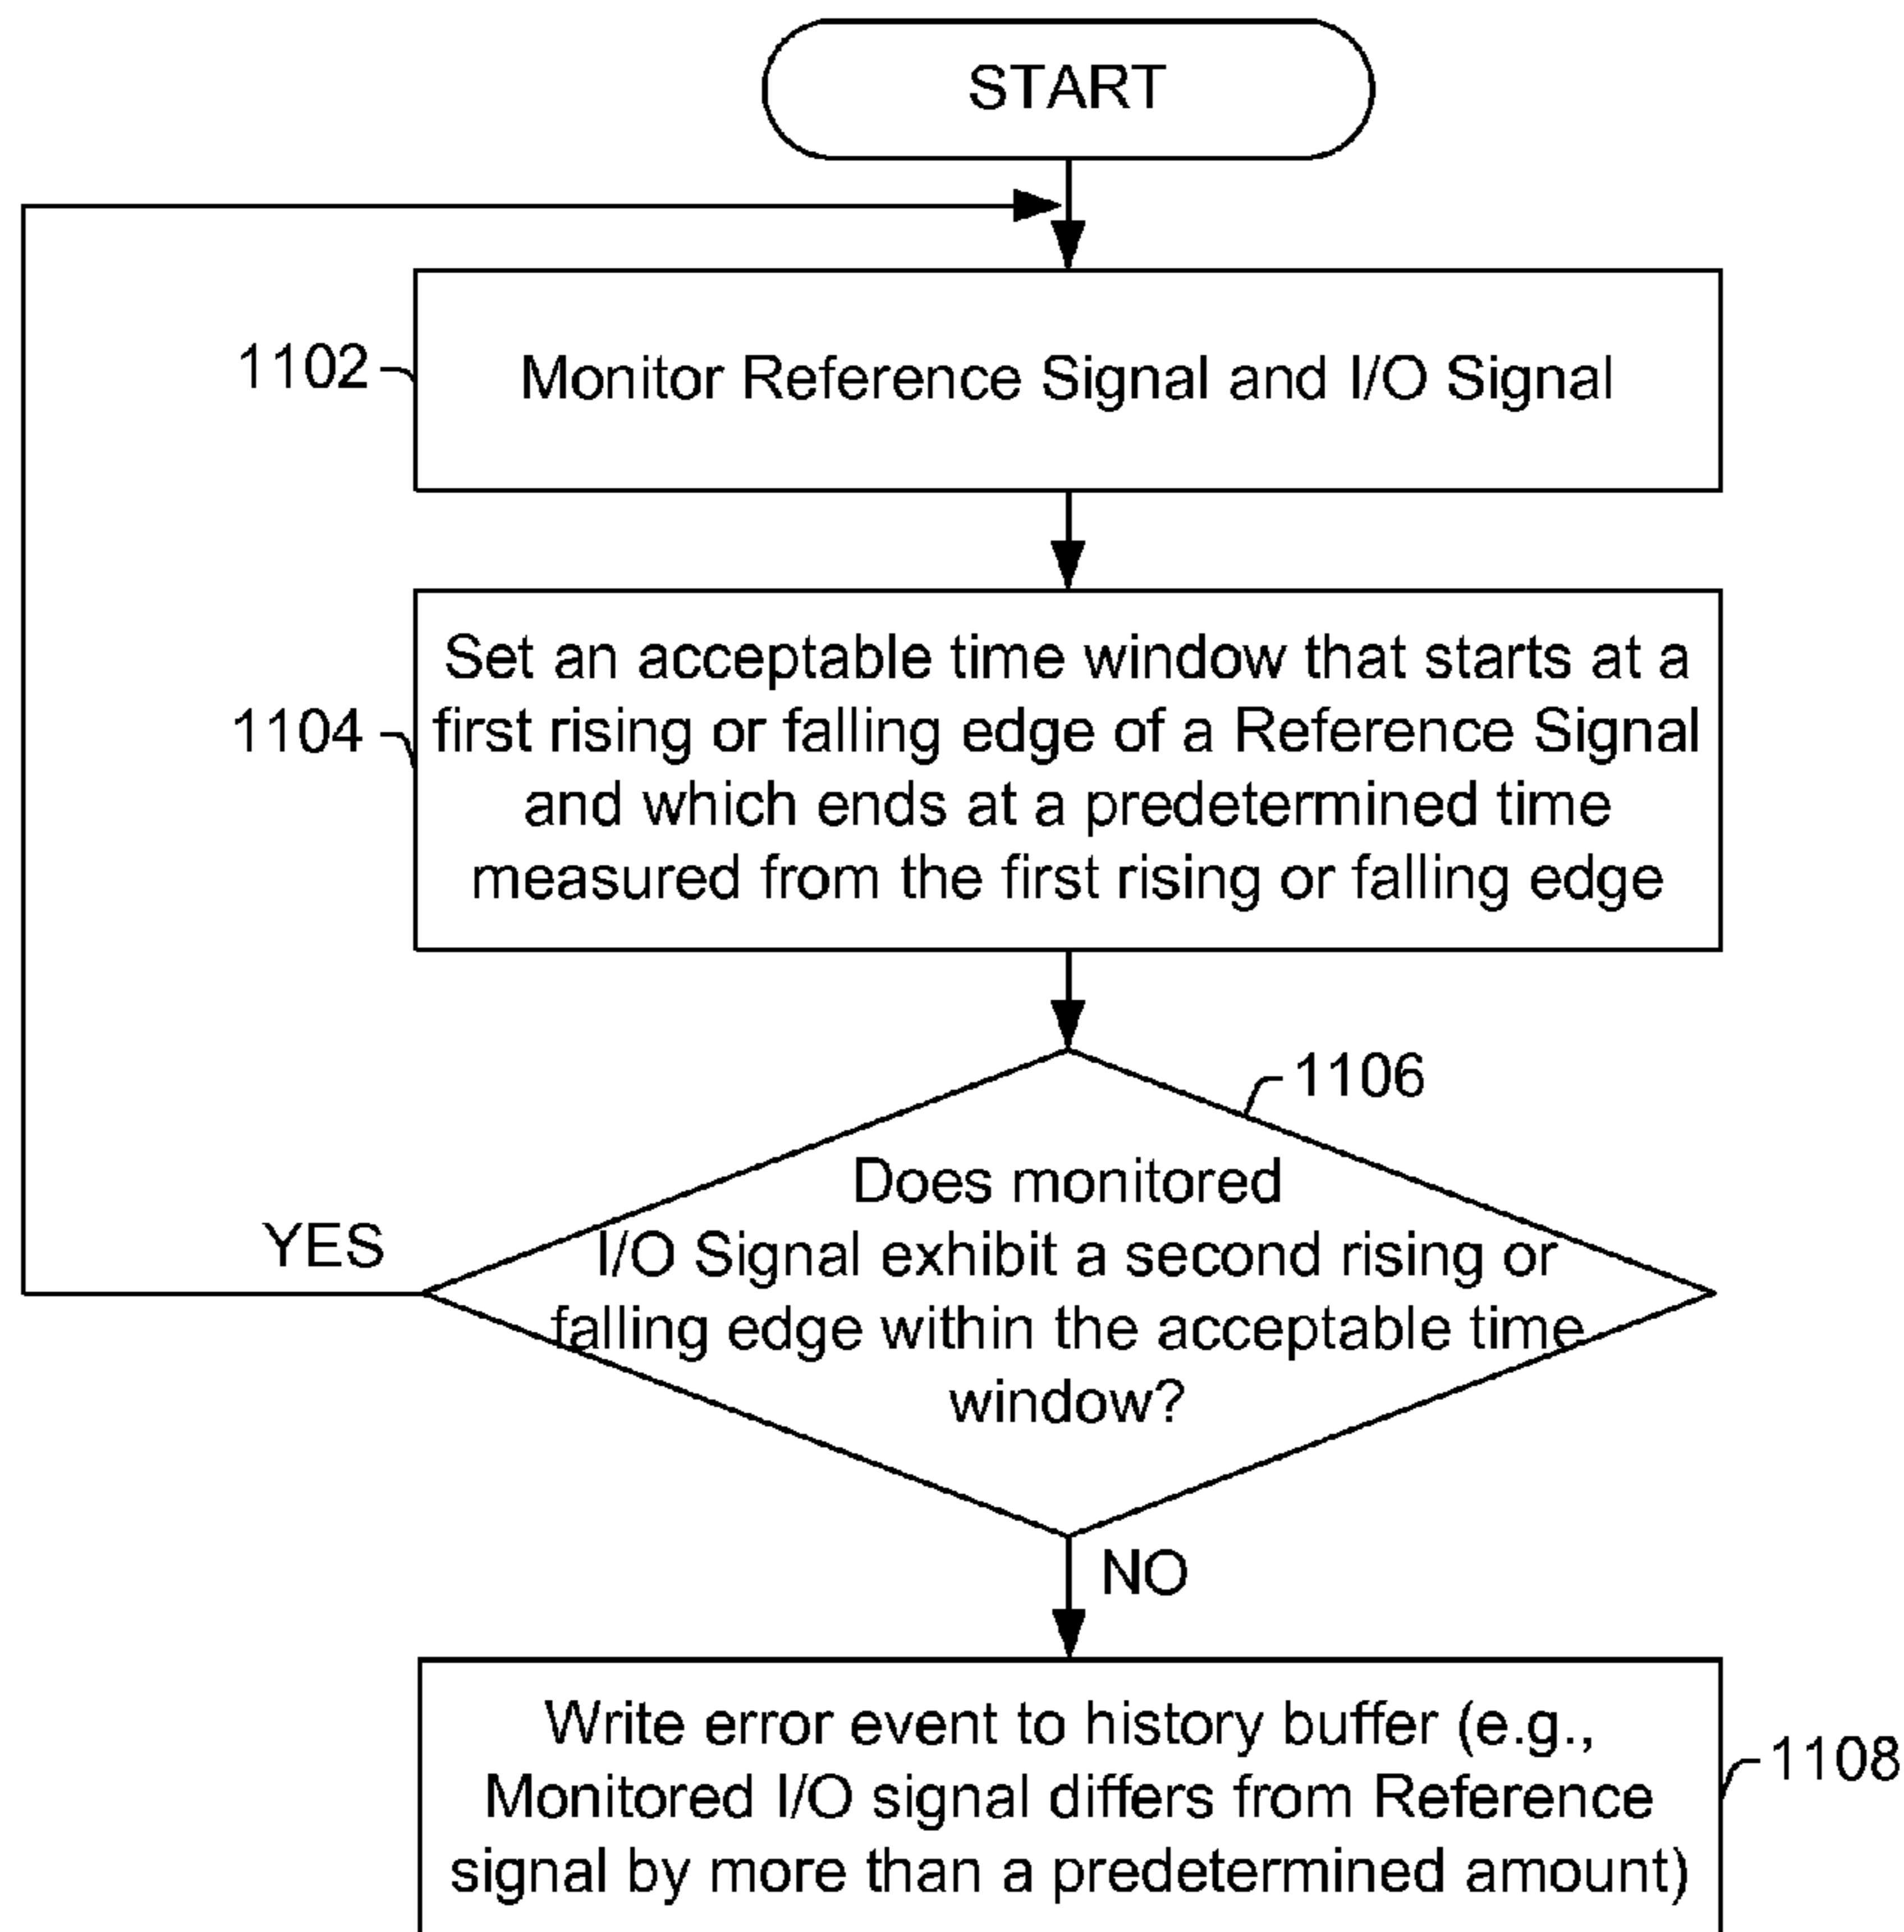 START
1102
Monitor Reference Signal and I/O Signal
1104
Set an acceptable time window that starts at a
first rising or falling edge of a Reference Signal
and which ends at a predetermined time
measured from the first rising or falling edge
1106
Does monitored
I/O Signal exhibit a second rising or
falling edge within the acceptable time
window?
YES
NO
Write error event to history buffer (e.g.,
Monitored I/O signal differs from Reference
signal by more than a predetermined amount)
1108